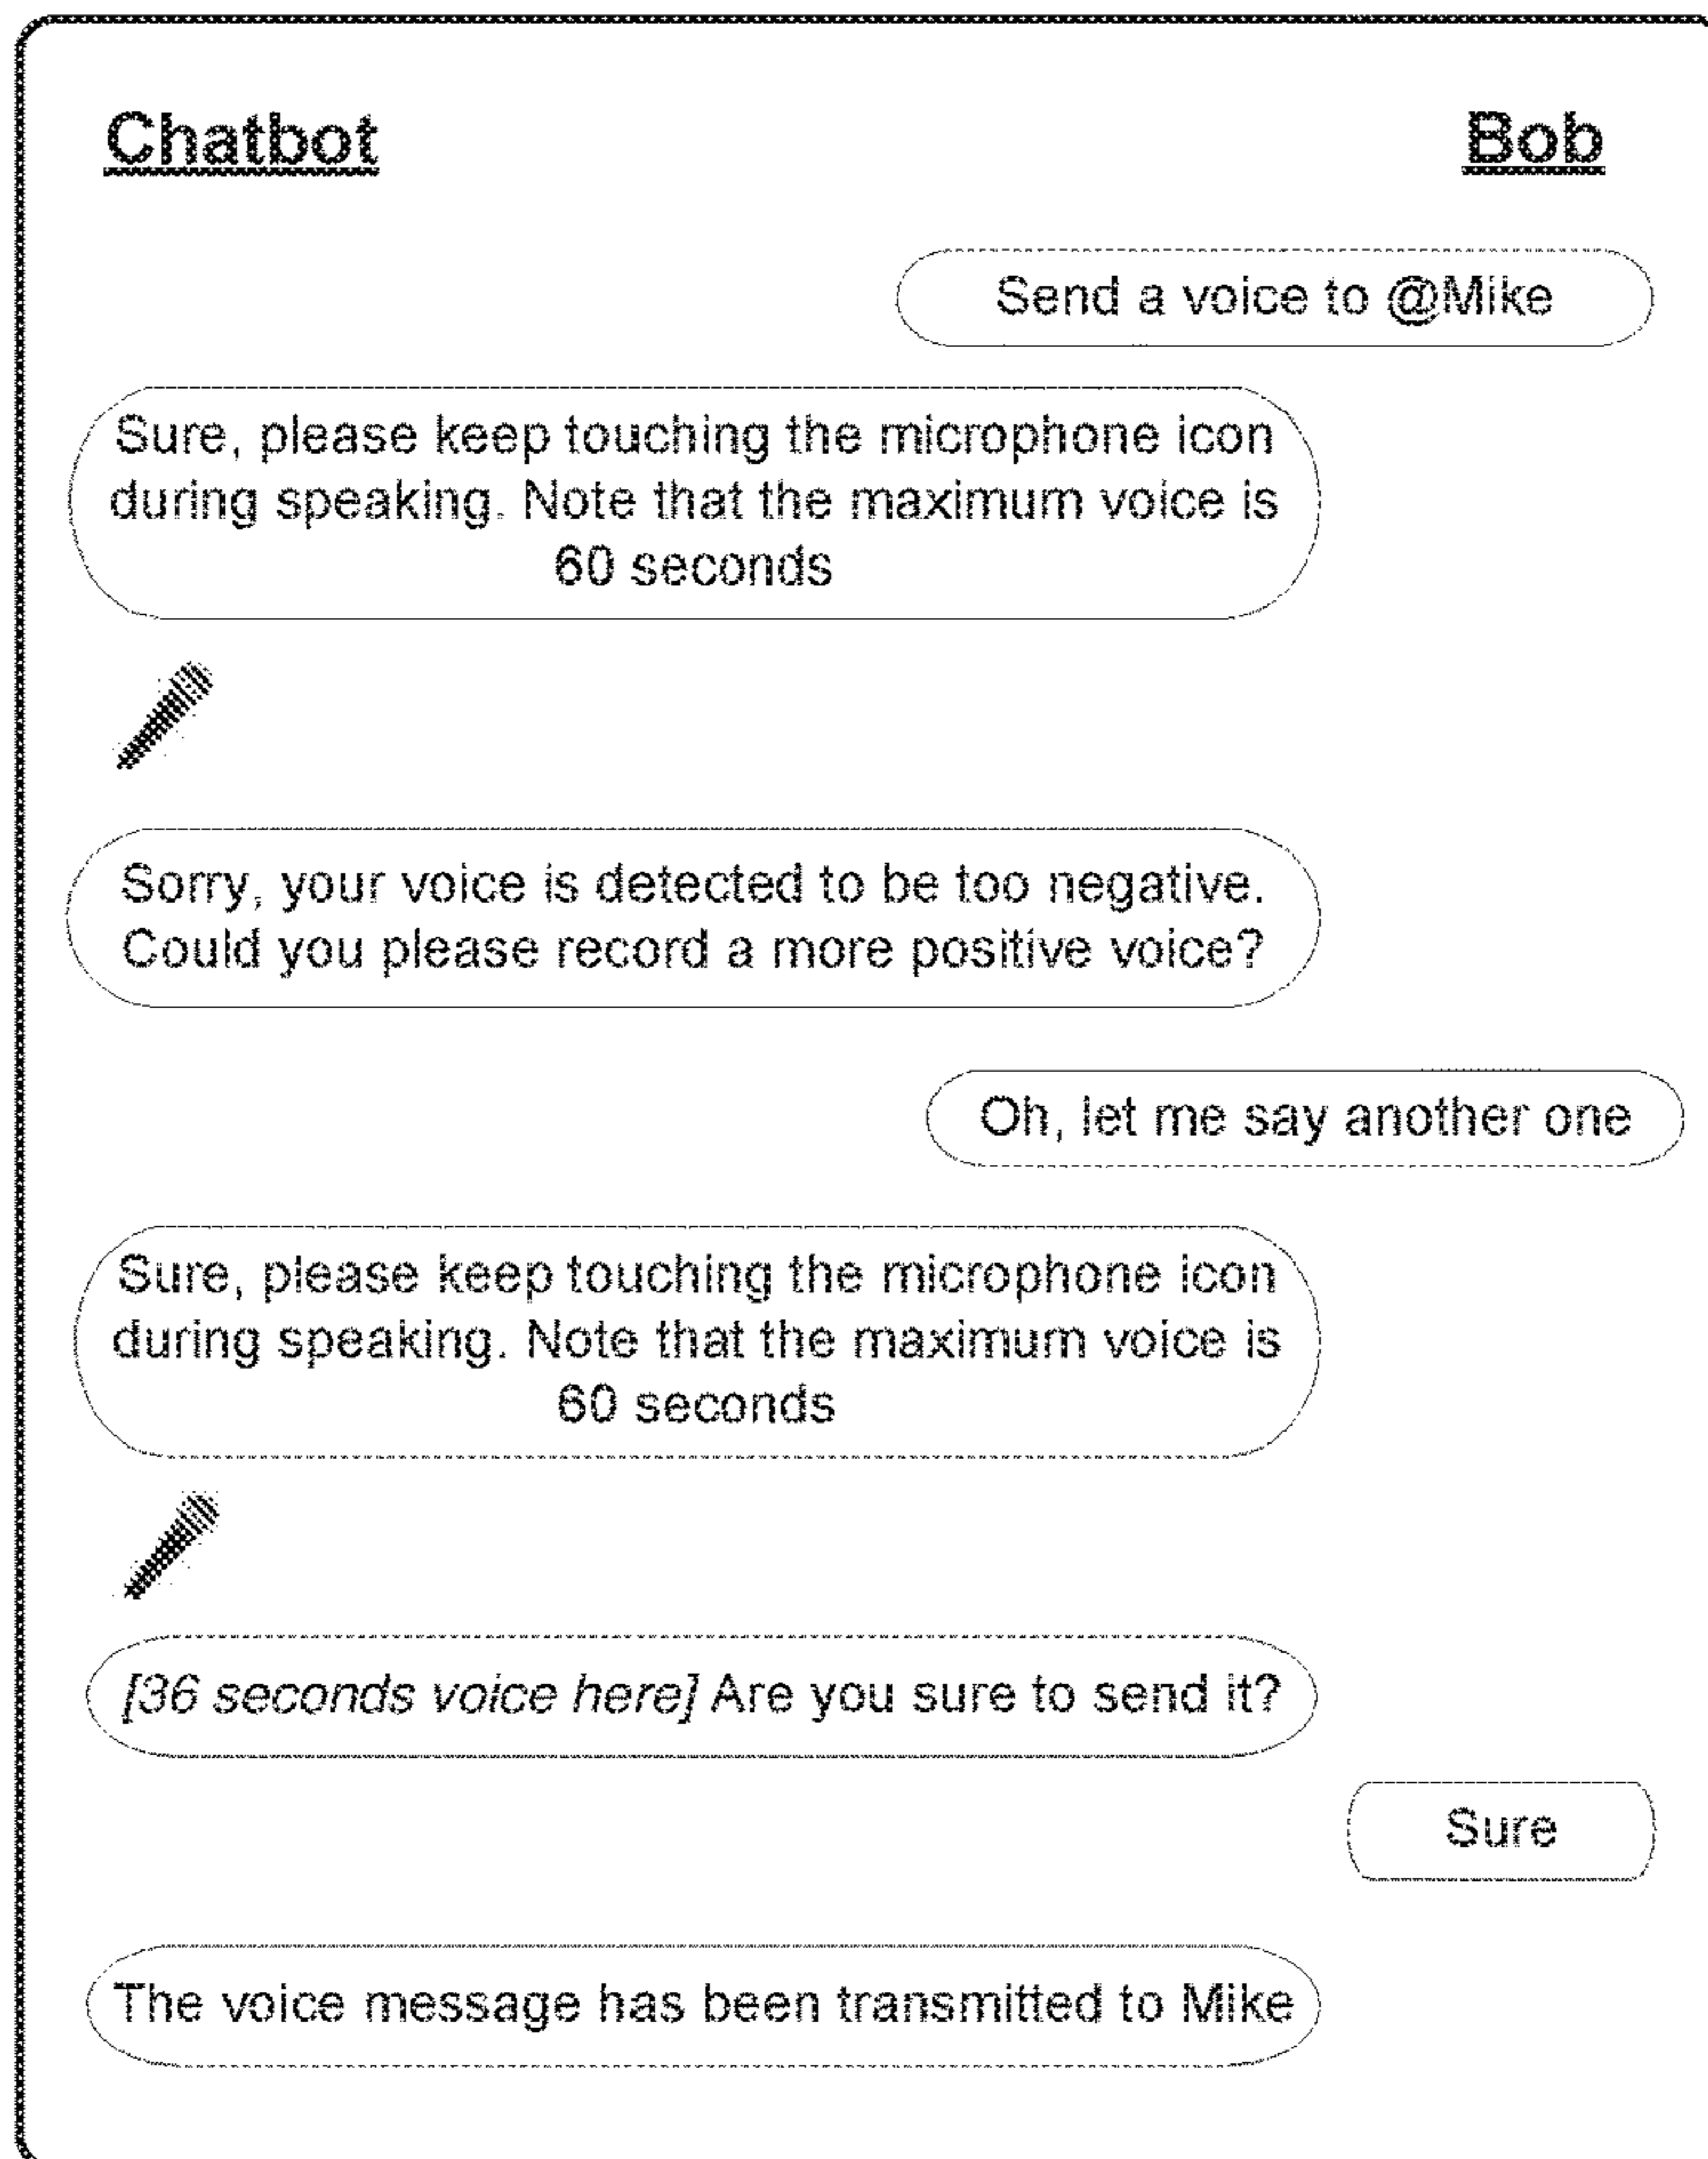 Chatbot
Bob
Send a voice to @Mike
Sure, please keep touching the microphone icon
during speaking. Note that the maximum voice is
60 seconds
Sorry, your voice is detected to be too negative.
Could you please record a more positive voice?
Oh, let me say another one
Sure, please keep touching the microphone icon
during speaking. Note that the maximum voice is
60 seconds
[36 seconds voice here] Are you sure to send it?
Sure
The voice message has been transmitted to Mike